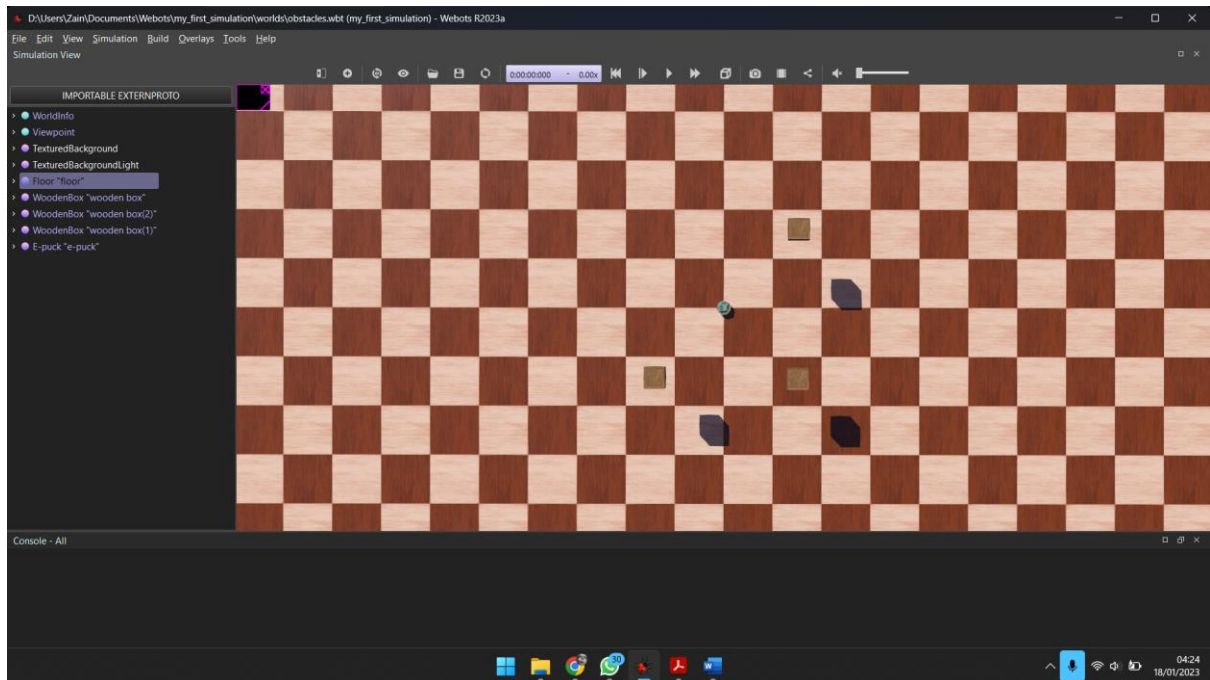 D:\Users\Zain\Documents\Webots\my_first_simulation\worlds\obstacles.wbt (my_first_simulation) - Webots R2023a
File Edit View Simulation Build Overlays Tools Help
Simulation View
0:00:00:000 - 0.00x
IMPORTABLE EXTERNPROTO
WorldInfo
Viewpoint
TexturedBackground
TexturedBackgroundLight
Floor "floor"
WoodenBox "wooden box"
WoodenBox "wooden box(2)"
WoodenBox "wooden box(1)"
E-puck "e-puck"
Console - All
30
04:24
18/01/2023